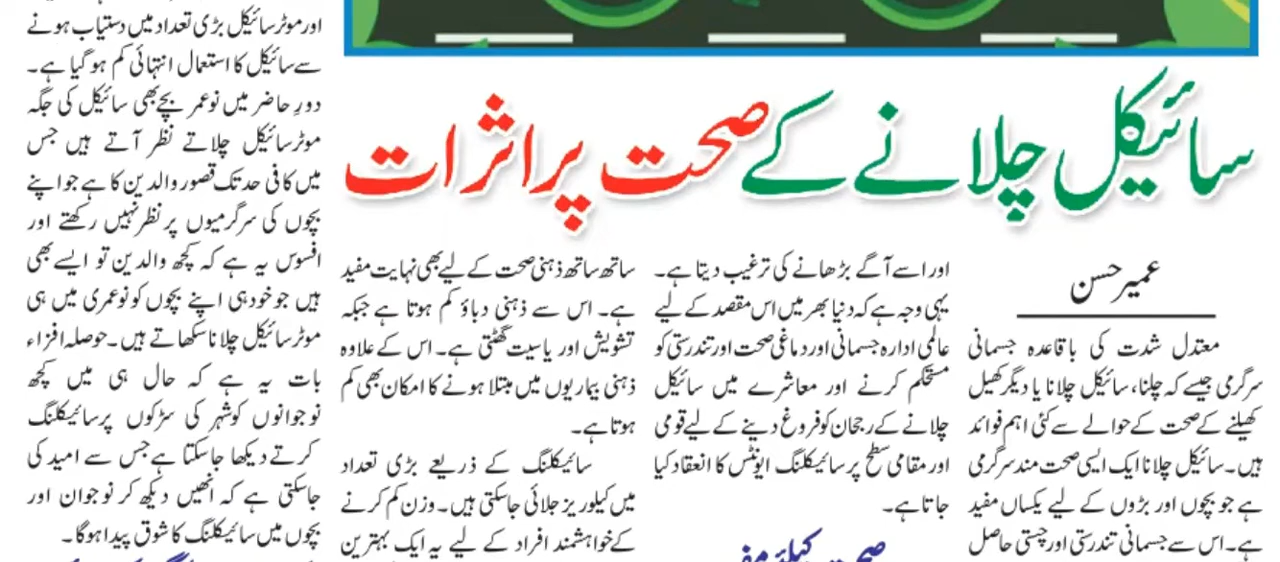 سائیکل چلانے کے صحت پر اثرات
عمیر حسن
معتدل شدت کی باقاعدہ جسمانی
سرگرمی جیسے کہ چلنا، سائیکل چلانا یا دیگر کھیل
کھیلنے کے صحت کے حوالے سے کئی اہم فوائد
ہیں۔ سائیکل چلانا ایک ایسی صحت مند سرگرمی
ہے جو بچوں اور بڑوں کے لیے یکساں مفید
ہے۔ اس سے جسمانی تندرستی اور چستی حاصل
اور اسے آگے بڑھانے کی ترغیب دیتا ہے۔
یہی وجہ ہے کہ دنیا بھر میں اس مقصد کے لیے
عالمی ادارہ جسمانی اور دماغی صحت اور تندرستی کو
مستحکم کرنے اور معاشرے میں سائیکل
چلانے کے رجحان کو فروغ دینے کے لیے قومی
اور مقامی سطح پر سائیکلنگ ایونٹس کا انعقاد کیا
جاتا ہے۔
ساتھ ساتھ ذہنی صحت کے لیے بھی نہایت مفید
ہے۔ اس سے ذہنی دباؤ کم ہوتا ہے جبکہ
تشویش اور یاسیت گھٹتی ہے۔ اس کے علاوہ
ذہنی بیماریوں میں مبتلا ہونے کا امکان بھی کم
ہوتا ہے۔
سائیکلنگ کے ذریعے بڑی تعداد
میں کیلوریز جلائی جاسکتی ہیں۔ وزن کم کرنے
کے خواہشمند افراد کے لیے یہ ایک بہترین
اور موٹرسائیکل بڑی تعداد میں دستیاب ہونے
سے سائیکل کا استعمال انتہائی کم ہو گیا ہے۔
دورِ حاضر میں نوعمر بچے بھی سائیکل کی جگہ
موٹرسائیکل چلاتے نظر آتے ہیں جس
میں کافی حد تک قصور والدین کا ہے جو اپنے
بچوں کی سرگرمیوں پر نظر نہیں رکھتے اور
افسوس یہ ہے کہ کچھ والدین تو ایسے بھی
ہیں جو خود ہی اپنے بچوں کو نوعمری میں ہی
موٹرسائیکل چلانا سکھاتے ہیں۔ حوصلہ افزاء
بات یہ ہے کہ حال ہی میں کچھ
نوجوانوں کو شہر کی سڑکوں پر سائیکلنگ
کرتے دیکھا جاسکتا ہے جس سے امید کی
جاسکتی ہے کہ انھیں دیکھ کر نوجوان اور
بچوں میں سائیکلنگ کا شوق پیدا ہوگا۔